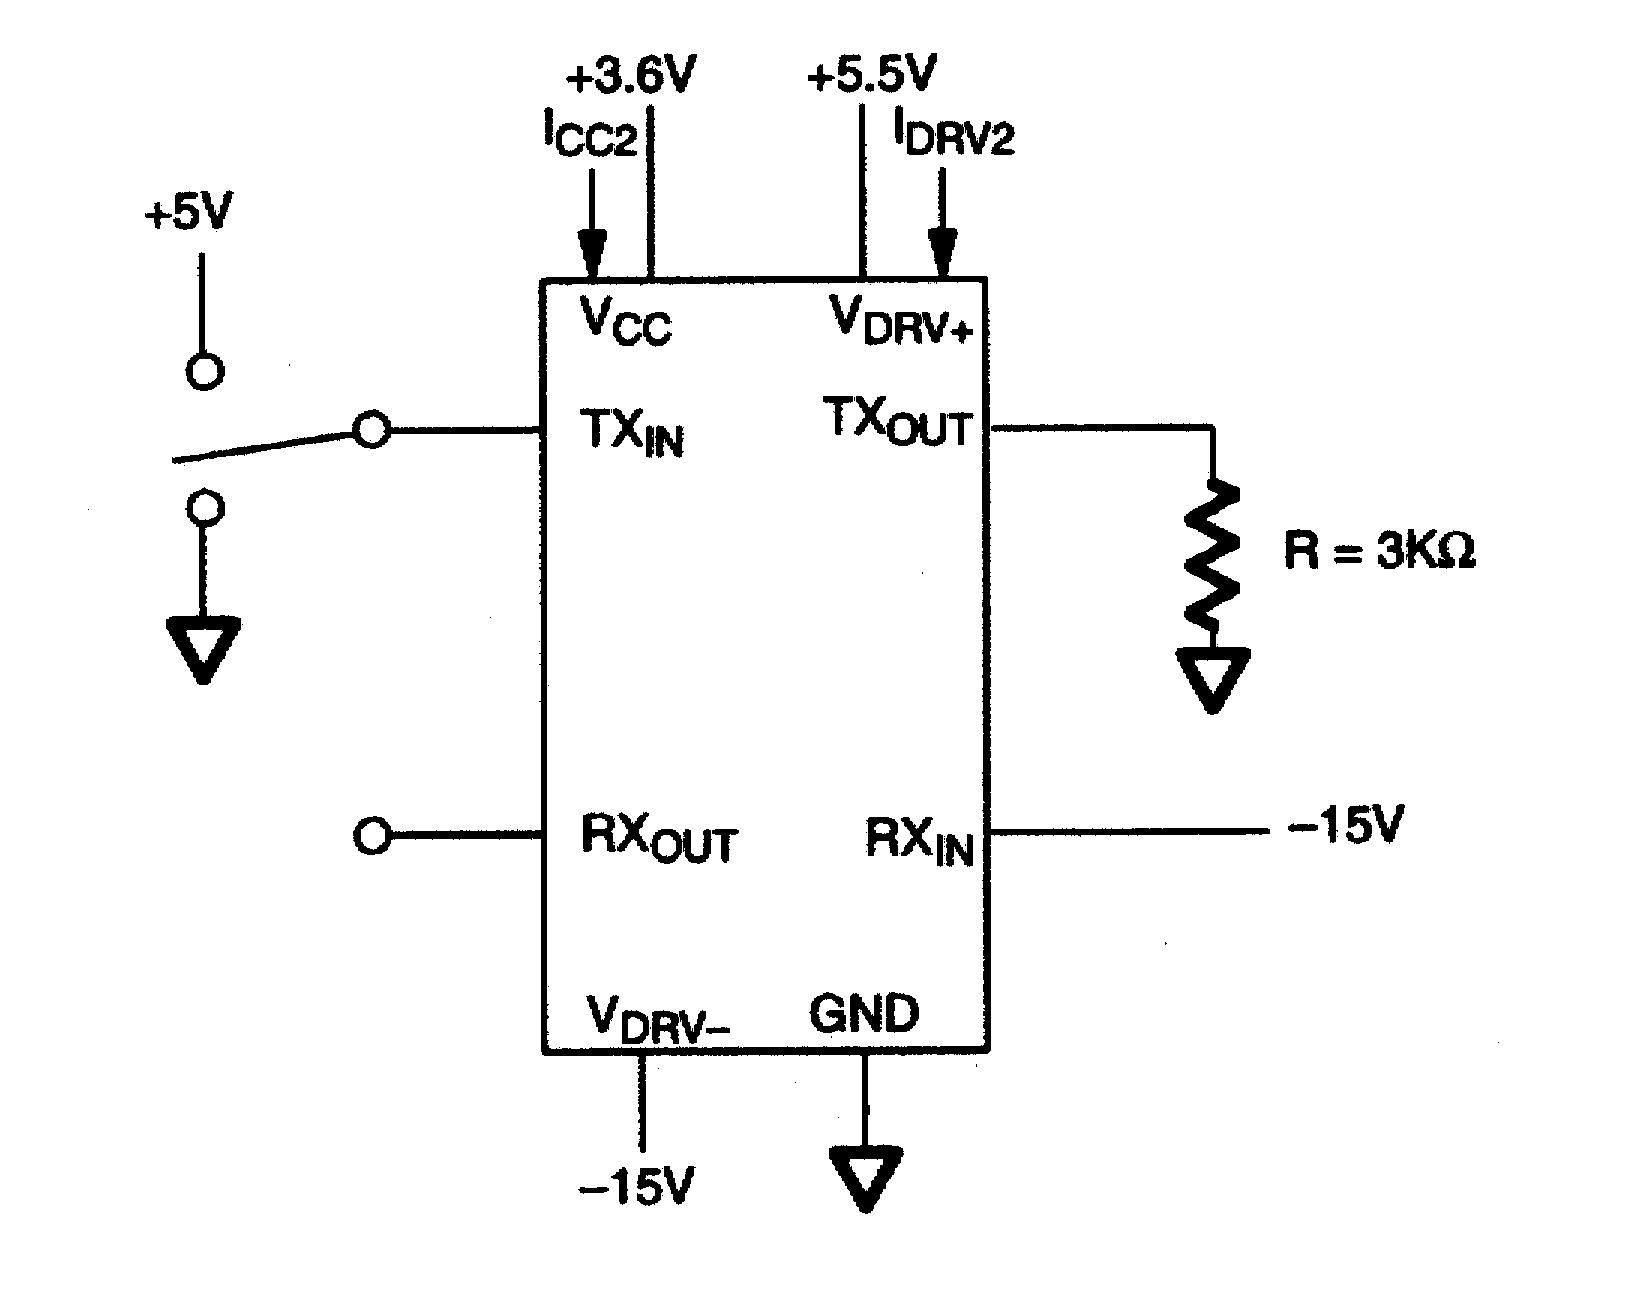 +3.6V +5.5V
ICC2 IDRV2
+5V
VCC VDRV+
TXIN TXOUT
R = 3KΩ
RXOUT RXIN –15V
VDRV– GND
–15V